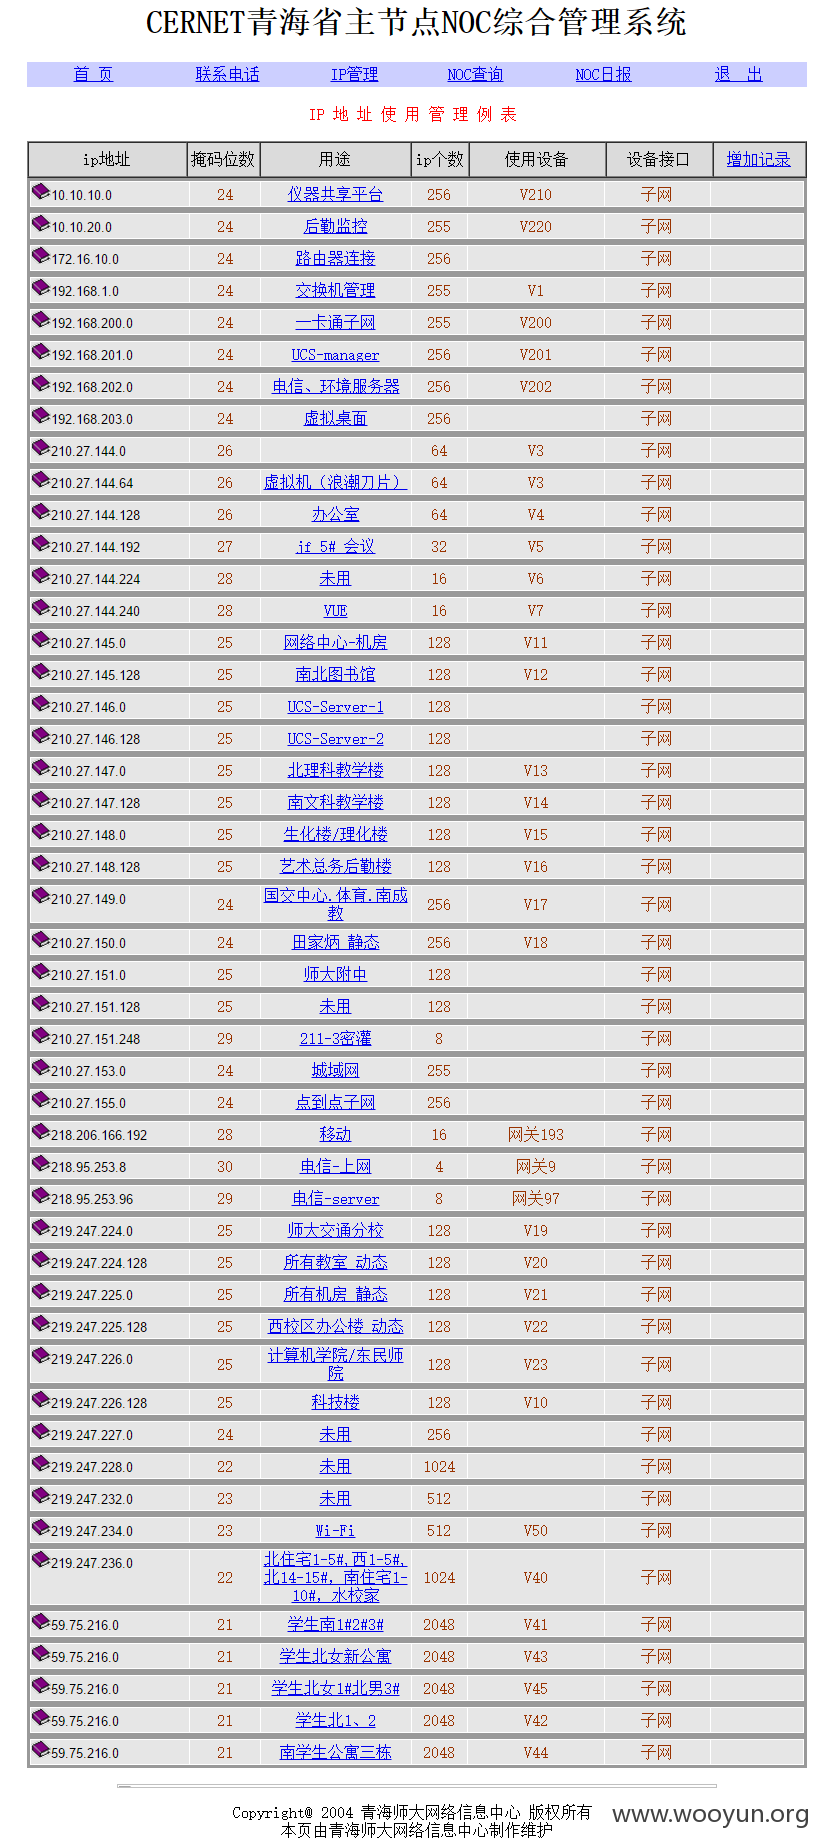 CERNET青海省主节点NOC综合管理系统
首 页 联系电话 IP管理 NOC查询 NOC日报 退 出
IP 地 址 使 用 管 理 例 表
ip地址 掩码位数 用途 ip个数 使用设备 设备接口 增加记录
10.10.10.0 24 仪器共享平台 256 V210 子网
10.10.20.0 24 后勤监控 255 V220 子网
172.16.10.0 24 路由器连接 256 子网
192.168.1.0 24 交换机管理 255 V1 子网
192.168.200.0 24 一卡通子网 255 V200 子网
192.168.201.0 24 UCS-manager 256 V201 子网
192.168.202.0 24 电信、环境服务器 256 V202 子网
192.168.203.0 24 虚拟桌面 256 子网
210.27.144.0 26 64 V3 子网
210.27.144.64 26 虚拟机（浪潮刀片） 64 V3 子网
210.27.144.128 26 办公室 64 V4 子网
210.27.144.192 27 jf 5# 会议 32 V5 子网
210.27.144.224 28 未用 16 V6 子网
210.27.144.240 28 VUE 16 V7 子网
210.27.145.0 25 网络中心-机房 128 V11 子网
210.27.145.128 25 南北图书馆 128 V12 子网
210.27.146.0 25 UCS-Server-1 128 子网
210.27.146.128 25 UCS-Server-2 128 子网
210.27.147.0 25 北理科教学楼 128 V13 子网
210.27.147.128 25 南文科教学楼 128 V14 子网
210.27.148.0 25 生化楼/理化楼 128 V15 子网
210.27.148.128 25 艺术总务后勤楼 128 V16 子网
210.27.149.0 24 国交中心.体育.南成
教 256 V17 子网
210.27.150.0 24 田家炳 静态 256 V18 子网
210.27.151.0 25 师大附中 128 子网
210.27.151.128 25 未用 128 子网
210.27.151.248 29 211-3密灌 8 子网
210.27.153.0 24 城域网 255 子网
210.27.155.0 24 点到点子网 256 子网
218.206.166.192 28 移动 16 网关193 子网
218.95.253.8 30 电信-上网 4 网关9 子网
218.95.253.96 29 电信-server 8 网关97 子网
219.247.224.0 25 师大交通分校 128 V19 子网
219.247.224.128 25 所有教室 动态 128 V20 子网
219.247.225.0 25 所有机房 静态 128 V21 子网
219.247.225.128 25 西校区办公楼 动态 128 V22 子网
219.247.226.0 25 计算机学院/东民师
院 128 V23 子网
219.247.226.128 25 科技楼 128 V10 子网
219.247.227.0 24 未用 256 子网
219.247.228.0 22 未用 1024 子网
219.247.232.0 23 未用 512 子网
219.247.234.0 23 Wi-Fi 512 V50 子网
219.247.236.0 22 北住宅1-5#,西1-5#,
北14-15#，南住宅1-
10#，水校家 1024 V40 子网
59.75.216.0 21 学生南1#2#3# 2048 V41 子网
59.75.216.0 21 学生北女新公寓 2048 V43 子网
59.75.216.0 21 学生北女1#北男3# 2048 V45 子网
59.75.216.0 21 学生北1、2 2048 V42 子网
59.75.216.0 21 南学生公寓三栋 2048 V44 子网
Copyright@ 2004 青海师大网络信息中心 版权所有
本页由青海师大网络信息中心制作维护
www.wooyun.org